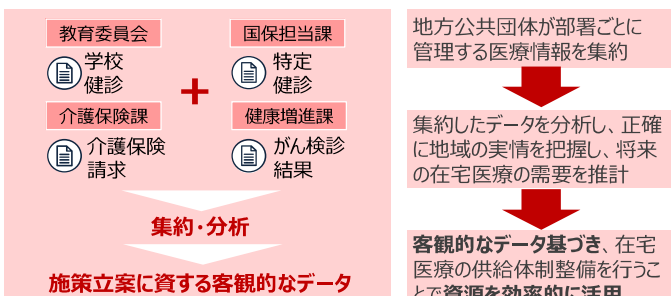 教育委員会
学校
健診
国保担当課
特定
健診
+
介護保険課
介護保険
請求
健康増進課
がん検診
結果
集約・分析
施策立案に資する客観的なデータ
地方公共団体が部署ごとに
管理する医療情報を集約
集約したデータを分析し、正確
に地域の実情を把握し、将来
の在宅医療の需要を推計
客観的なデータ基づき、在宅
医療の供給体制整備を行うこ
とで資源を効率的に活用